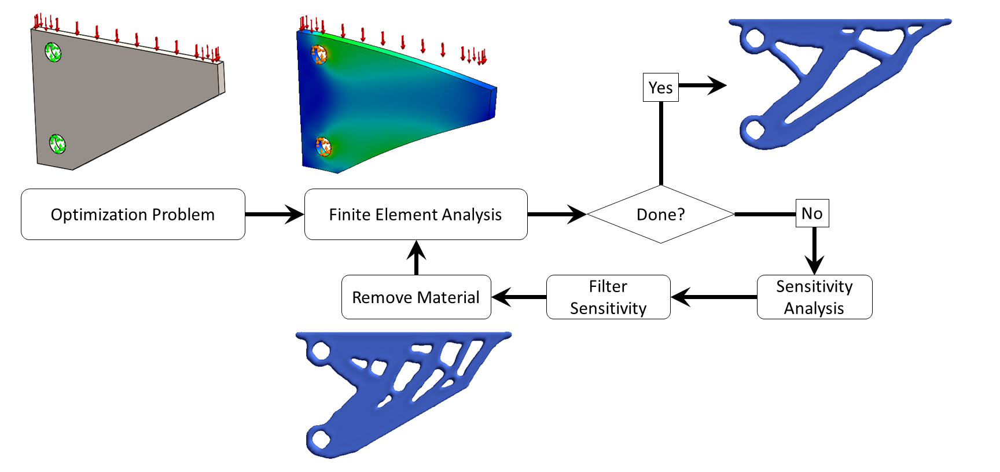 Yes
Optimization Problem
Finite Element Analysis
Done?
No
Remove Material
Filter
Sensitivity
Sensitivity
Analysis